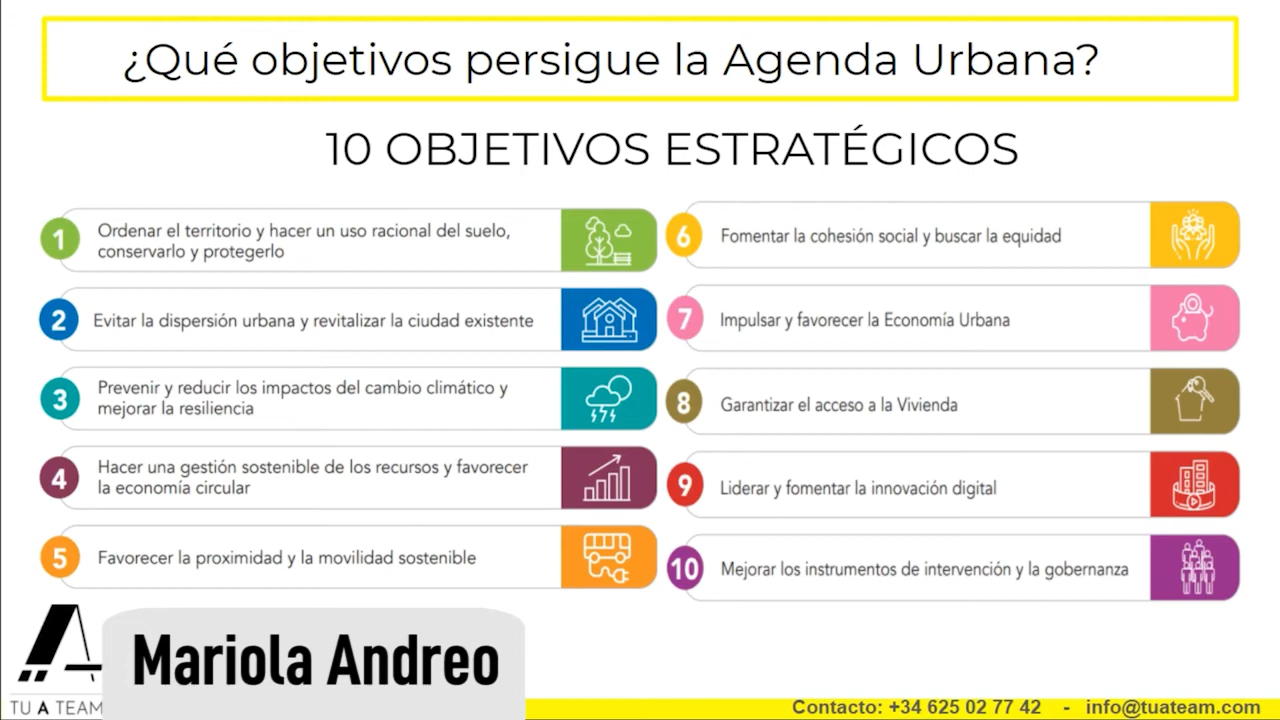 ¿Qué objetivos persigue la Agenda Urbana?
10 OBJETIVOS ESTRATÉGICOS
1
Ordenar el territorio y hacer un uso racional del suelo,
conservarlo y protegerlo
2
Evitar la dispersión urbana y revitalizar la ciudad existente
3
Prevenir y reducir los impactos del cambio climático y
mejorar la resiliencia
4
Hacer una gestión sostenible de los recursos y favorecer
la economía circular
5
Favorecer la proximidad y la movilidad sostenible
6
Fomentar la cohesión social y buscar la equidad
7
Impulsar y favorecer la Economía Urbana
8
Garantizar el acceso a la Vivienda
9
Liderar y fomentar la innovación digital
10
Mejorar los instrumentos de intervención y la gobernanza
Mariola Andreo
TU A TEAM
Contacto: +34 625 02 77 42 - info@tuateam.com